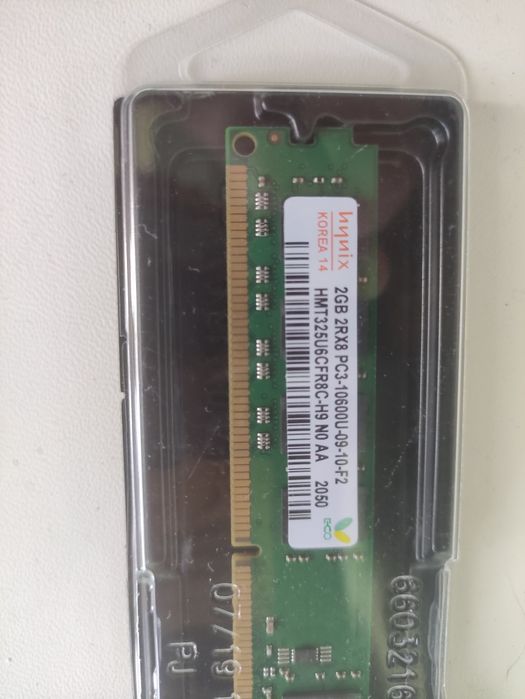 hynix
KOREA 14
2GB 2RX8 PC3-10600U-09-10-F2
HMT325U6CFR8C-H9 N0 AA 2050
ECO